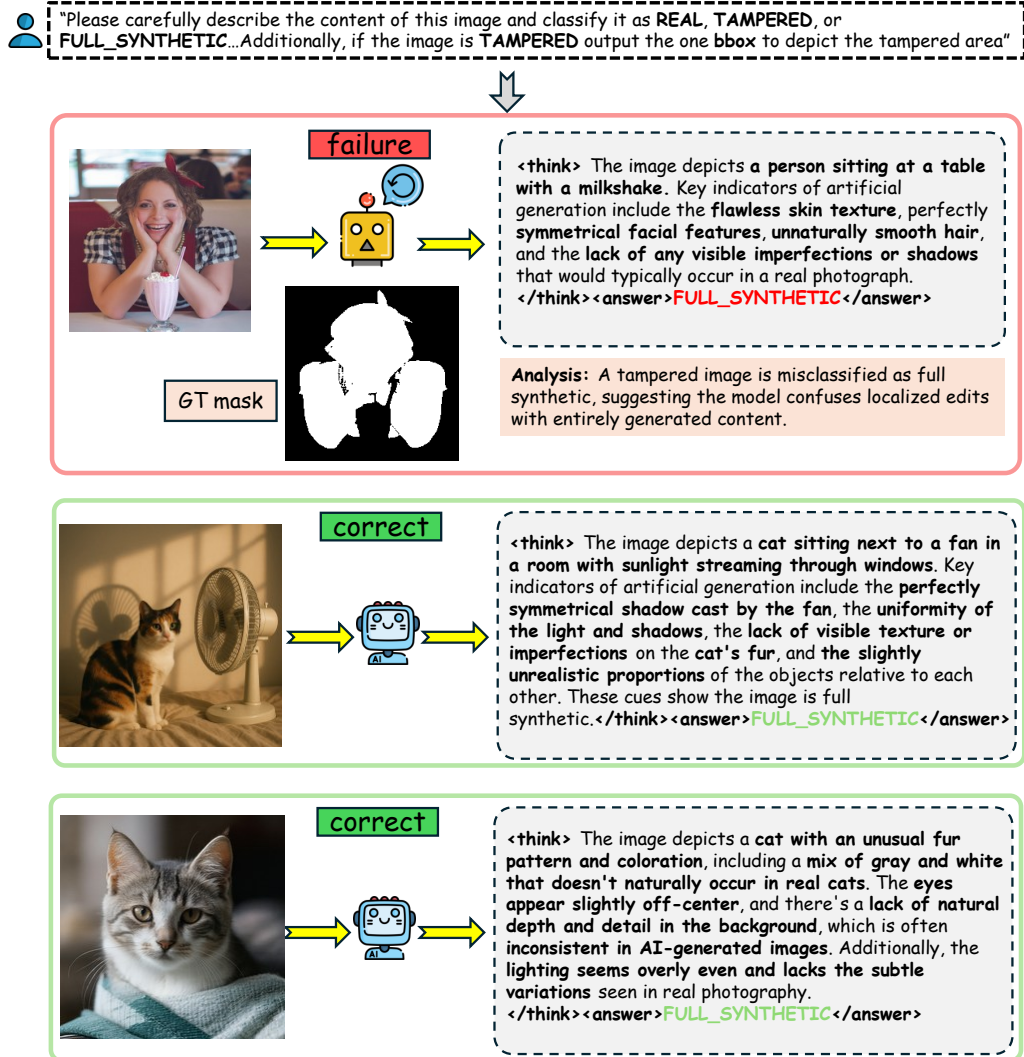 “Please carefully describe the content of this image and classify it as REAL, TAMPERED, or
FULL_SYNTHETIC...Additionally, if the image is TAMPERED output the one bbox to depict the tampered area”
failure
<think> The image depicts a person sitting at a table
with a milkshake. Key indicators of artificial
generation include the flawless skin texture, perfectly
symmetrical facial features, unnaturally smooth hair,
and the lack of any visible imperfections or shadows
that would typically occur in a real photograph.
</think><answer>FULL_SYNTHETIC</answer>
GT mask
Analysis: A tampered image is misclassified as full
synthetic, suggesting the model confuses localized edits
with entirely generated content.
correct
<think> The image depicts a cat sitting next to a fan in
a room with sunlight streaming through windows. Key
indicators of artificial generation include the perfectly
symmetrical shadow cast by the fan, the uniformity of
the light and shadows, the lack of visible texture or
imperfections on the cat's fur, and the slightly
unrealistic proportions of the objects relative to each
other. These cues show the image is full
synthetic.</think><answer>FULL_SYNTHETIC</answer>
AI
correct
<think> The image depicts a cat with an unusual fur
pattern and coloration, including a mix of gray and white
that doesn't naturally occur in real cats. The eyes
appear slightly off-center, and there's a lack of natural
depth and detail in the background, which is often
inconsistent in AI-generated images. Additionally, the
lighting seems overly even and lacks the subtle
variations seen in real photography.
</think><answer>FULL_SYNTHETIC</answer>
AI